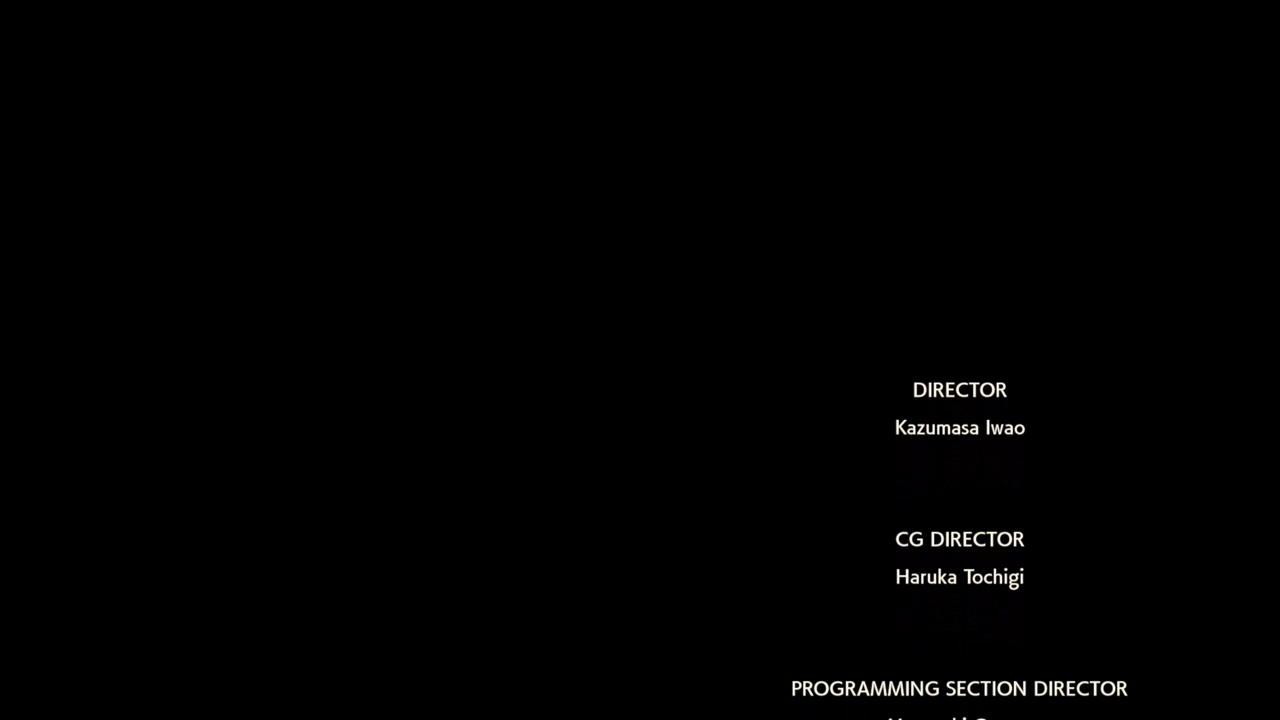 DIRECTOR
Kazumasa Iwao
CG DIRECTOR
Haruka Tochigi
PROGRAMMING SECTION DIRECTOR